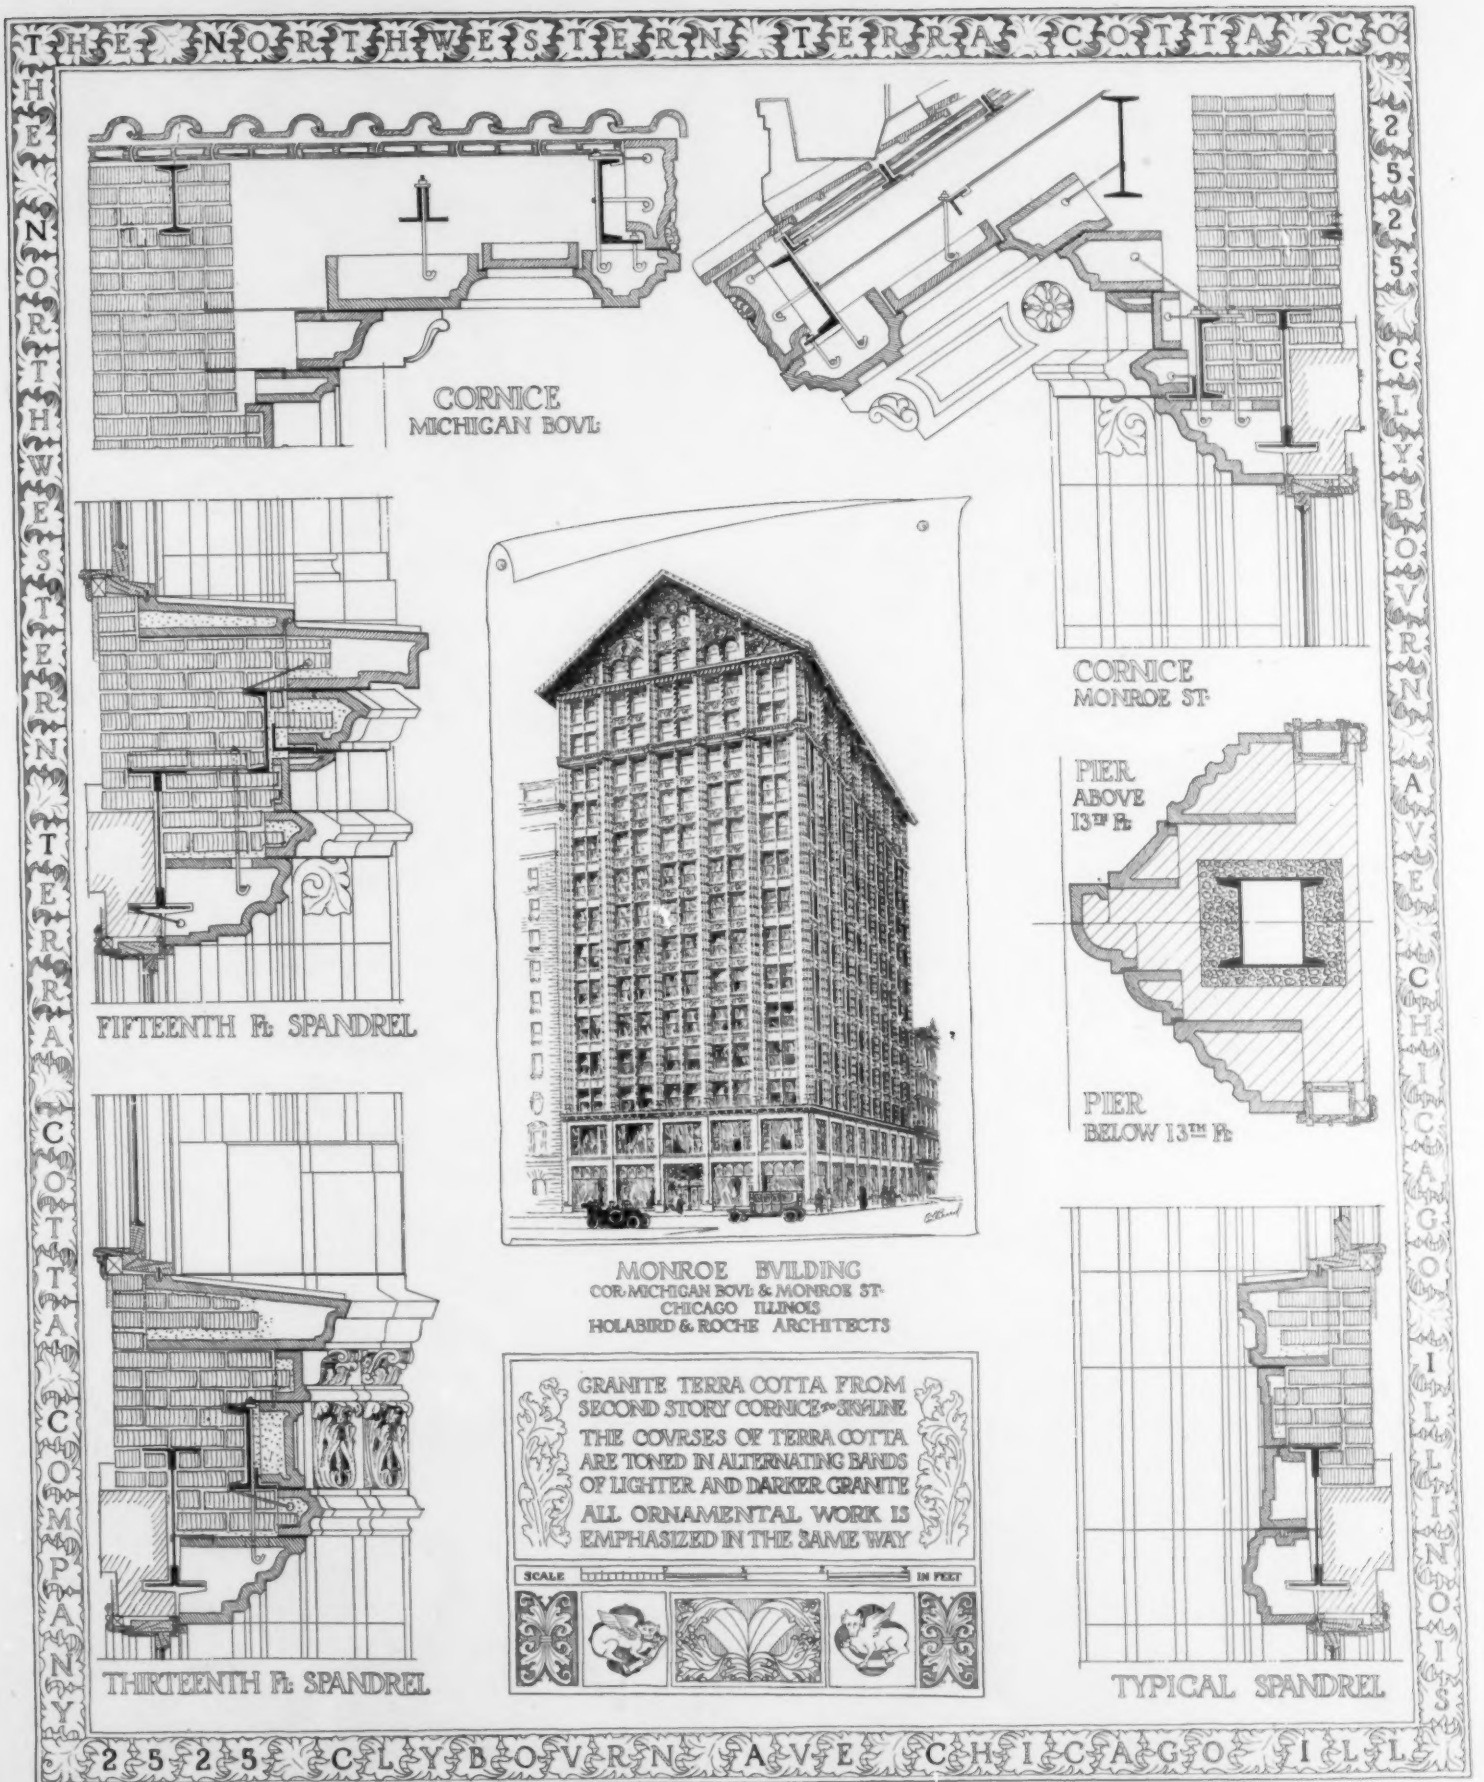 THE NORTHWESTERN TERRA COTTA CO
THE NORTHWESTERN TERRA COTTA COMPANY
2525 CLYBOVRN AVE CHICAGO ILLINOIS
2525 CLYBOVRN AVE CHICAGO ILL
CORNICE
MICHIGAN BOVL·
CORNICE
MONROE ST·
FIFTEENTH FL· SPANDREL
PIER
ABOVE
13TH FL·
PIER
BELOW 13TH FL·
THIRTEENTH FL· SPANDREL
TYPICAL SPANDREL
MONROE BVILDING
COR· MICHIGAN BOVL· & MONROE ST·
CHICAGO ILLINOIS
HOLABIRD & ROCHE ARCHITECTS
GRANITE TERRA COTTA FROM
SECOND STORY CORNICE TO SKYLINE
THE COVRSES OF TERRA COTTA
ARE TONED IN ALTERNATING BANDS
OF LIGHTER AND DARKER GRANITE
ALL ORNAMENTAL WORK IS
EMPHASIZED IN THE SAME WAY
SCALE 0 1 2 3 IN FEET